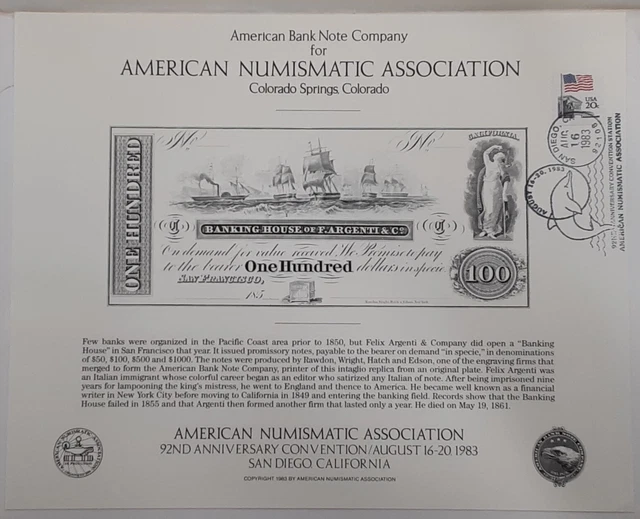 American Bank Note Company
for
AMERICAN NUMISMATIC ASSOCIATION
Colorado Springs, Colorado
USA
20c
SAN DIEGO, C
AUG
16
1983
92108
AUGUST 16-20, 1983
92ND ANNIVERSARY CONVENTION STATION
AMERICAN NUMISMATIC ASSOCIATION
No No
CALIFORNIA
ONE HUNDRED
BANKING HOUSE OF F. ARGENTI & Co.
On demand for value received We Promise to pay
to the bearer One Hundred dollars in specie
SAN FRANCISCO,
185
100
Few banks were organized in the Pacific Coast area prior to 1850, but Felix Argenti & Company did open a "Banking
House" in San Francisco that year. It issued promissory notes, payable to the bearer on demand "in specie," in denominations
of $50, $100, $500 and $1000. The notes were produced by Rawdon, Wright, Hatch and Edson, one of the engraving firms that
merged to form the American Bank Note Company, printer of this intaglio replica from an original plate. Felix Argenti was
an Italian immigrant whose colorful career began as an editor who satirized any Italian of note. After being imprisoned nine
years for lampooning the king's mistress, he went to England and thence to America. He became well known as a financial
writer in New York City before moving to California in 1849 and entering the banking field. Records show that the Banking
House failed in 1855 and that Argenti then formed another firm that lasted only a year. He died on May 19, 1861.
AMERICAN NUMISMATIC ASSOCIATION
92ND ANNIVERSARY CONVENTION/AUGUST 16-20, 1983
SAN DIEGO CALIFORNIA
COPYRIGHT 1983 BY AMERICAN NUMISMATIC ASSOCIATION